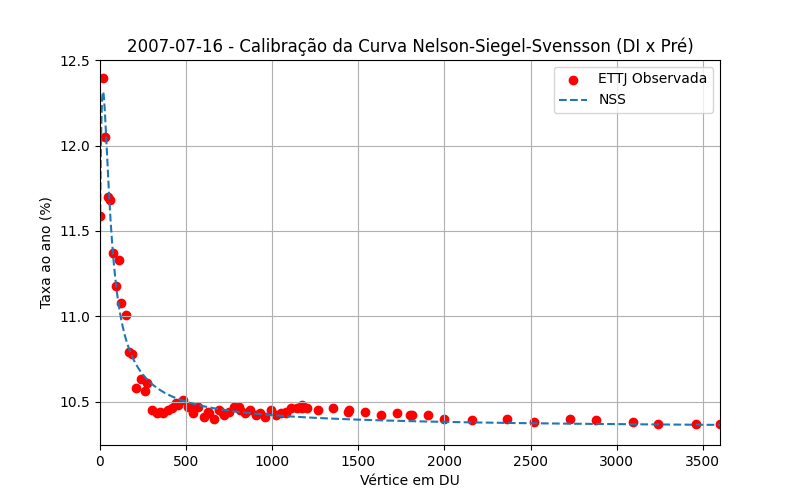 2007-07-16 - Calibração da Curva Nelson-Siegel-Svensson (DI x Pré)
ETTJ Observada
NSS
Taxa ao ano (%)
12.5
12.0
11.5
11.0
10.5
0 500 1000 1500 2000 2500 3000 3500
Vértice em DU